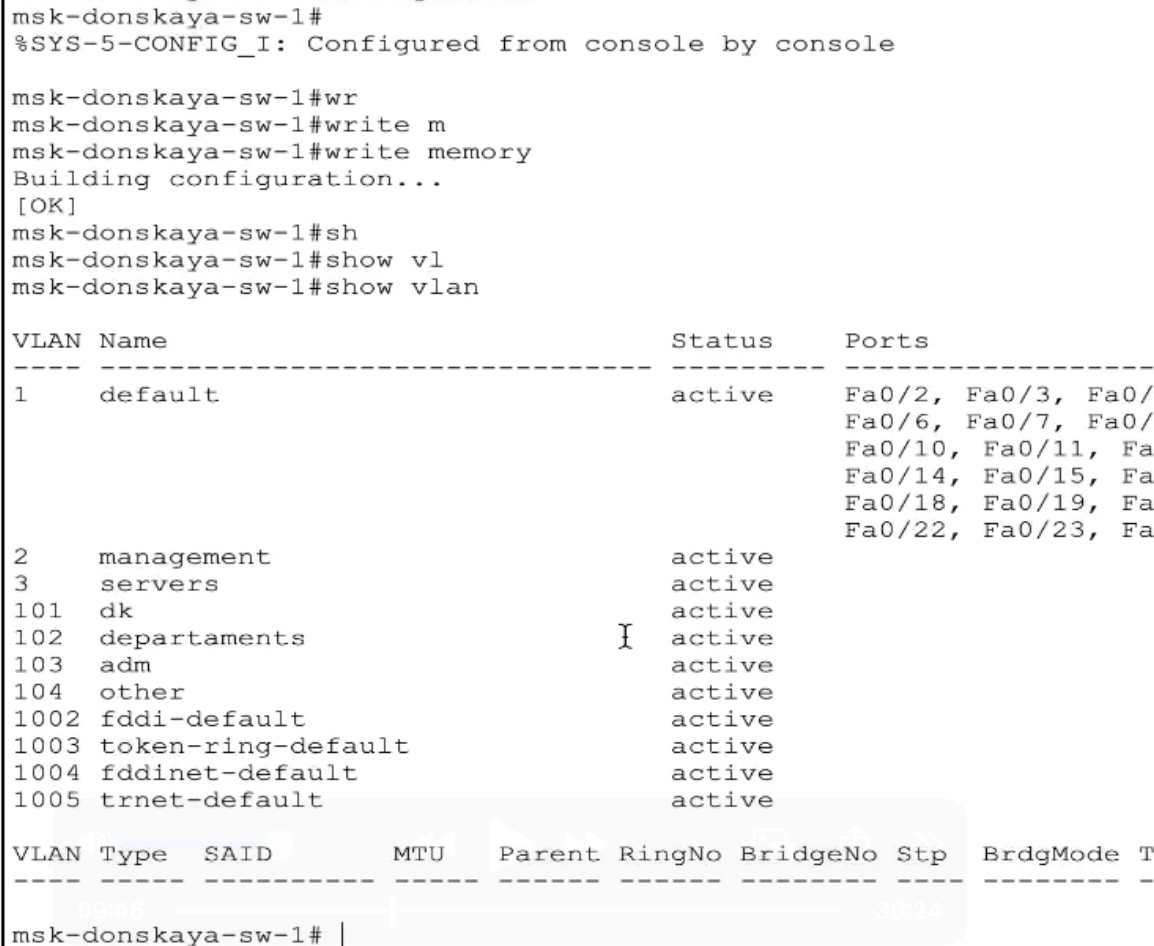 msk-donskaya-sw-1#
%SYS-5-CONFIG_I: Configured from console by console
msk-donskaya-sw-1#wr
msk-donskaya-sw-1#write m
msk-donskaya-sw-1#write memory
Building configuration...
[OK]
msk-donskaya-sw-1#sh
msk-donskaya-sw-1#show vl
msk-donskaya-sw-1#show vlan
VLAN Name Status Ports
---- -------------------------------- --------- ------------------
1 default active Fa0/2, Fa0/3, Fa0/
Fa0/6, Fa0/7, Fa0/
Fa0/10, Fa0/11, Fa
Fa0/14, Fa0/15, Fa
Fa0/18, Fa0/19, Fa
Fa0/22, Fa0/23, Fa
2 management active
3 servers active
101 dk active
102 departaments active
103 adm active
104 other active
1002 fddi-default active
1003 token-ring-default active
1004 fddinet-default active
1005 trnet-default active
VLAN Type SAID MTU Parent RingNo BridgeNo Stp BrdgMode T
---- ----- ---------- ----- ------ ------ -------- ---- -------- -
09:46 30:24
msk-donskaya-sw-1#